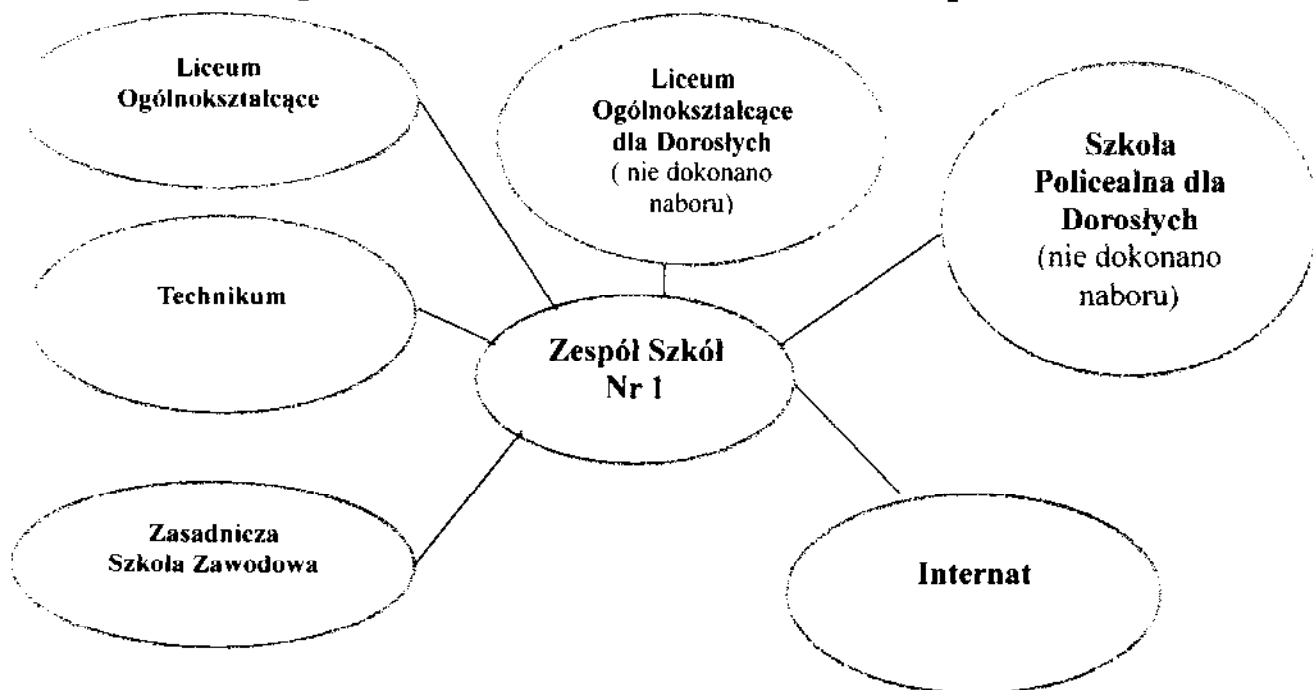 Liceum
Ogólnokształcące
Liceum
Ogólnokształcące
dla Dorosłych
( nie dokonano
naboru)
Szkoła
Policealna dla
Dorosłych
(nie dokonano
naboru)
Technikum
Zespół Szkół
Nr 1
Zasadnicza
Szkoła Zawodowa
Internat